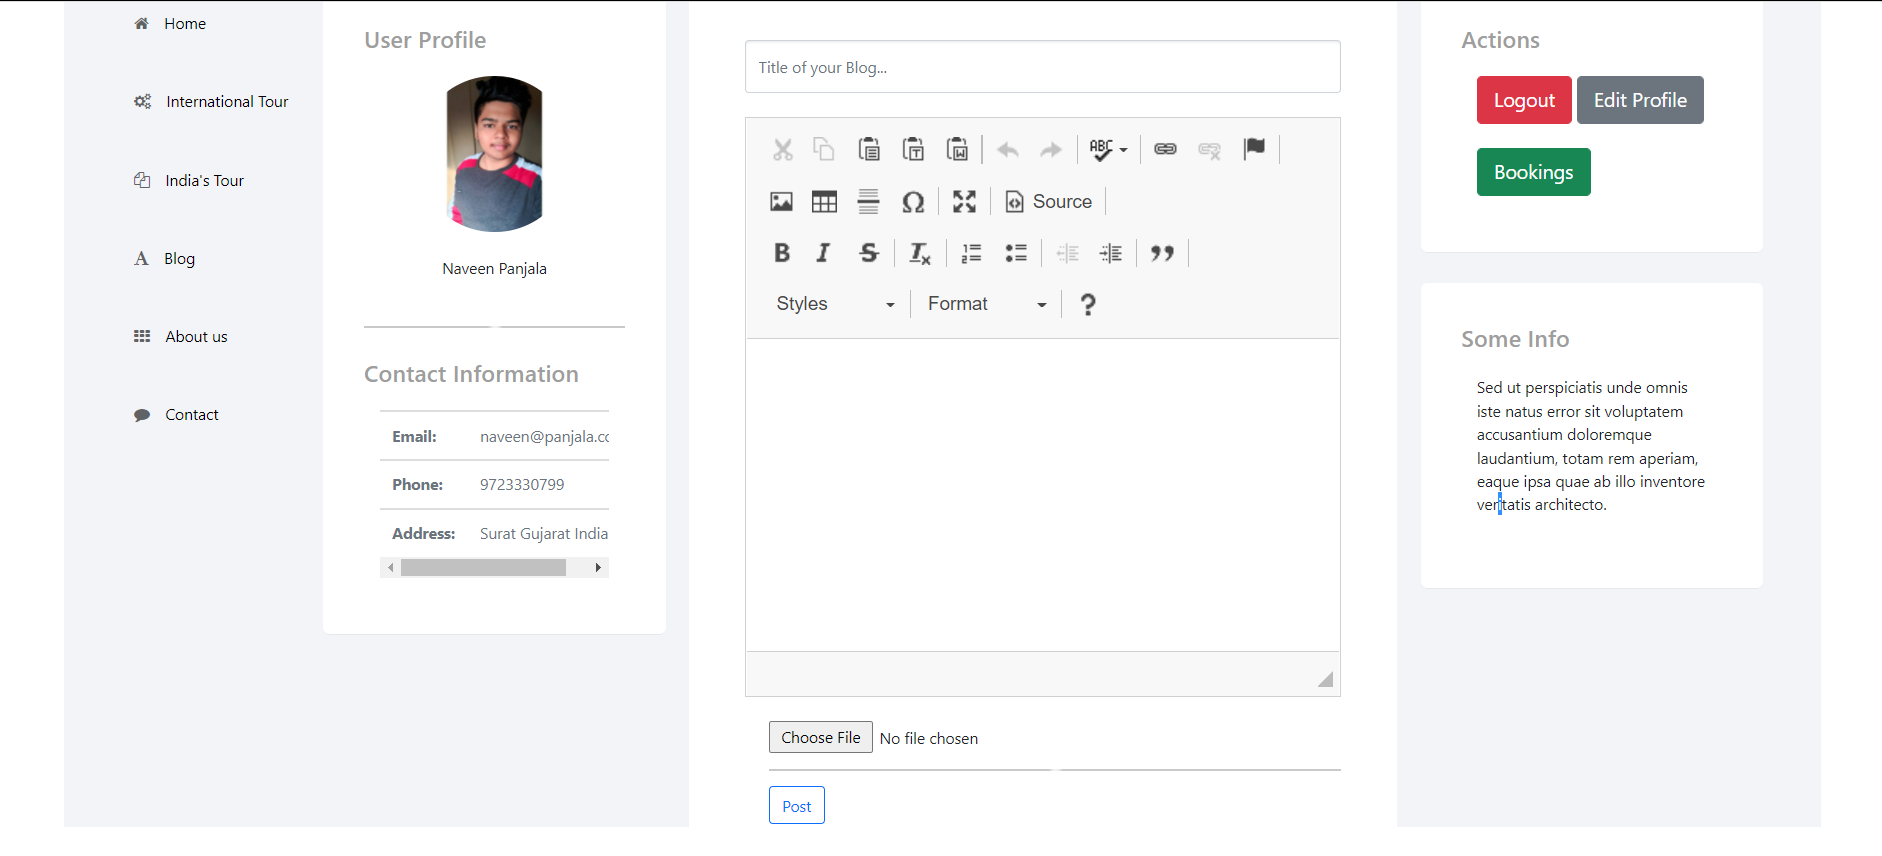 Home
International Tour
India's Tour
Blog
About us
Contact
User Profile
Naveen Panjala
Contact Information
Email: naveen@panjala.cc
Phone: 9723330799
Address: Surat Gujarat India
Title of your Blog...
ABC
Source
Styles
Format
Choose File No file chosen
Post
Actions
Logout Edit Profile
Bookings
Some Info
Sed ut perspiciatis unde omnis
iste natus error sit voluptatem
accusantium doloremque
laudantium, totam rem aperiam,
eaque ipsa quae ab illo inventore
veritatis architecto.